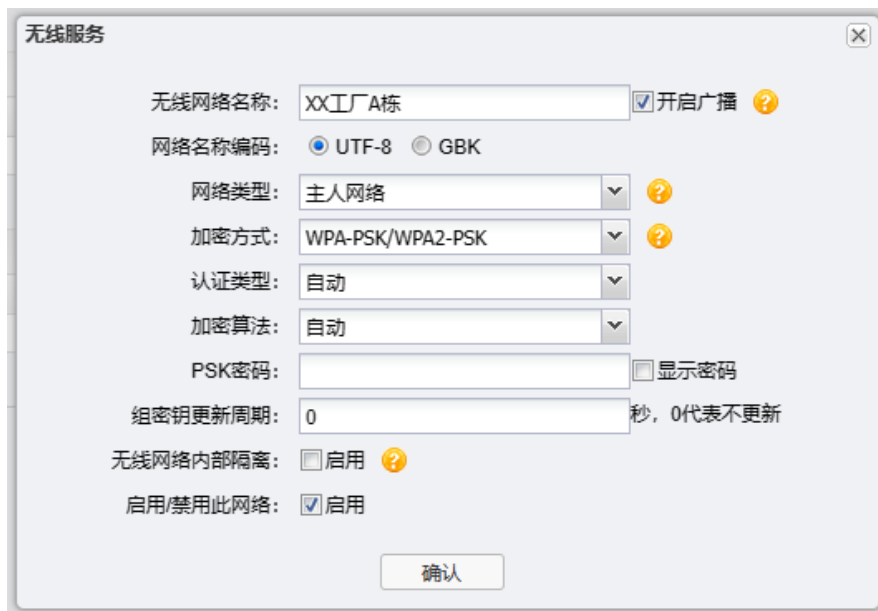 无线服务
无线网络名称： XX工厂A栋 开启广播 ?
网络名称编码： UTF-8 GBK
网络类型： 主人网络 ?
加密方式： WPA-PSK/WPA2-PSK ?
认证类型： 自动
加密算法： 自动
PSK密码： 显示密码
组密钥更新周期： 0 秒，0代表不更新
无线网络内部隔离： 启用 ?
启用/禁用此网络： 启用
确认